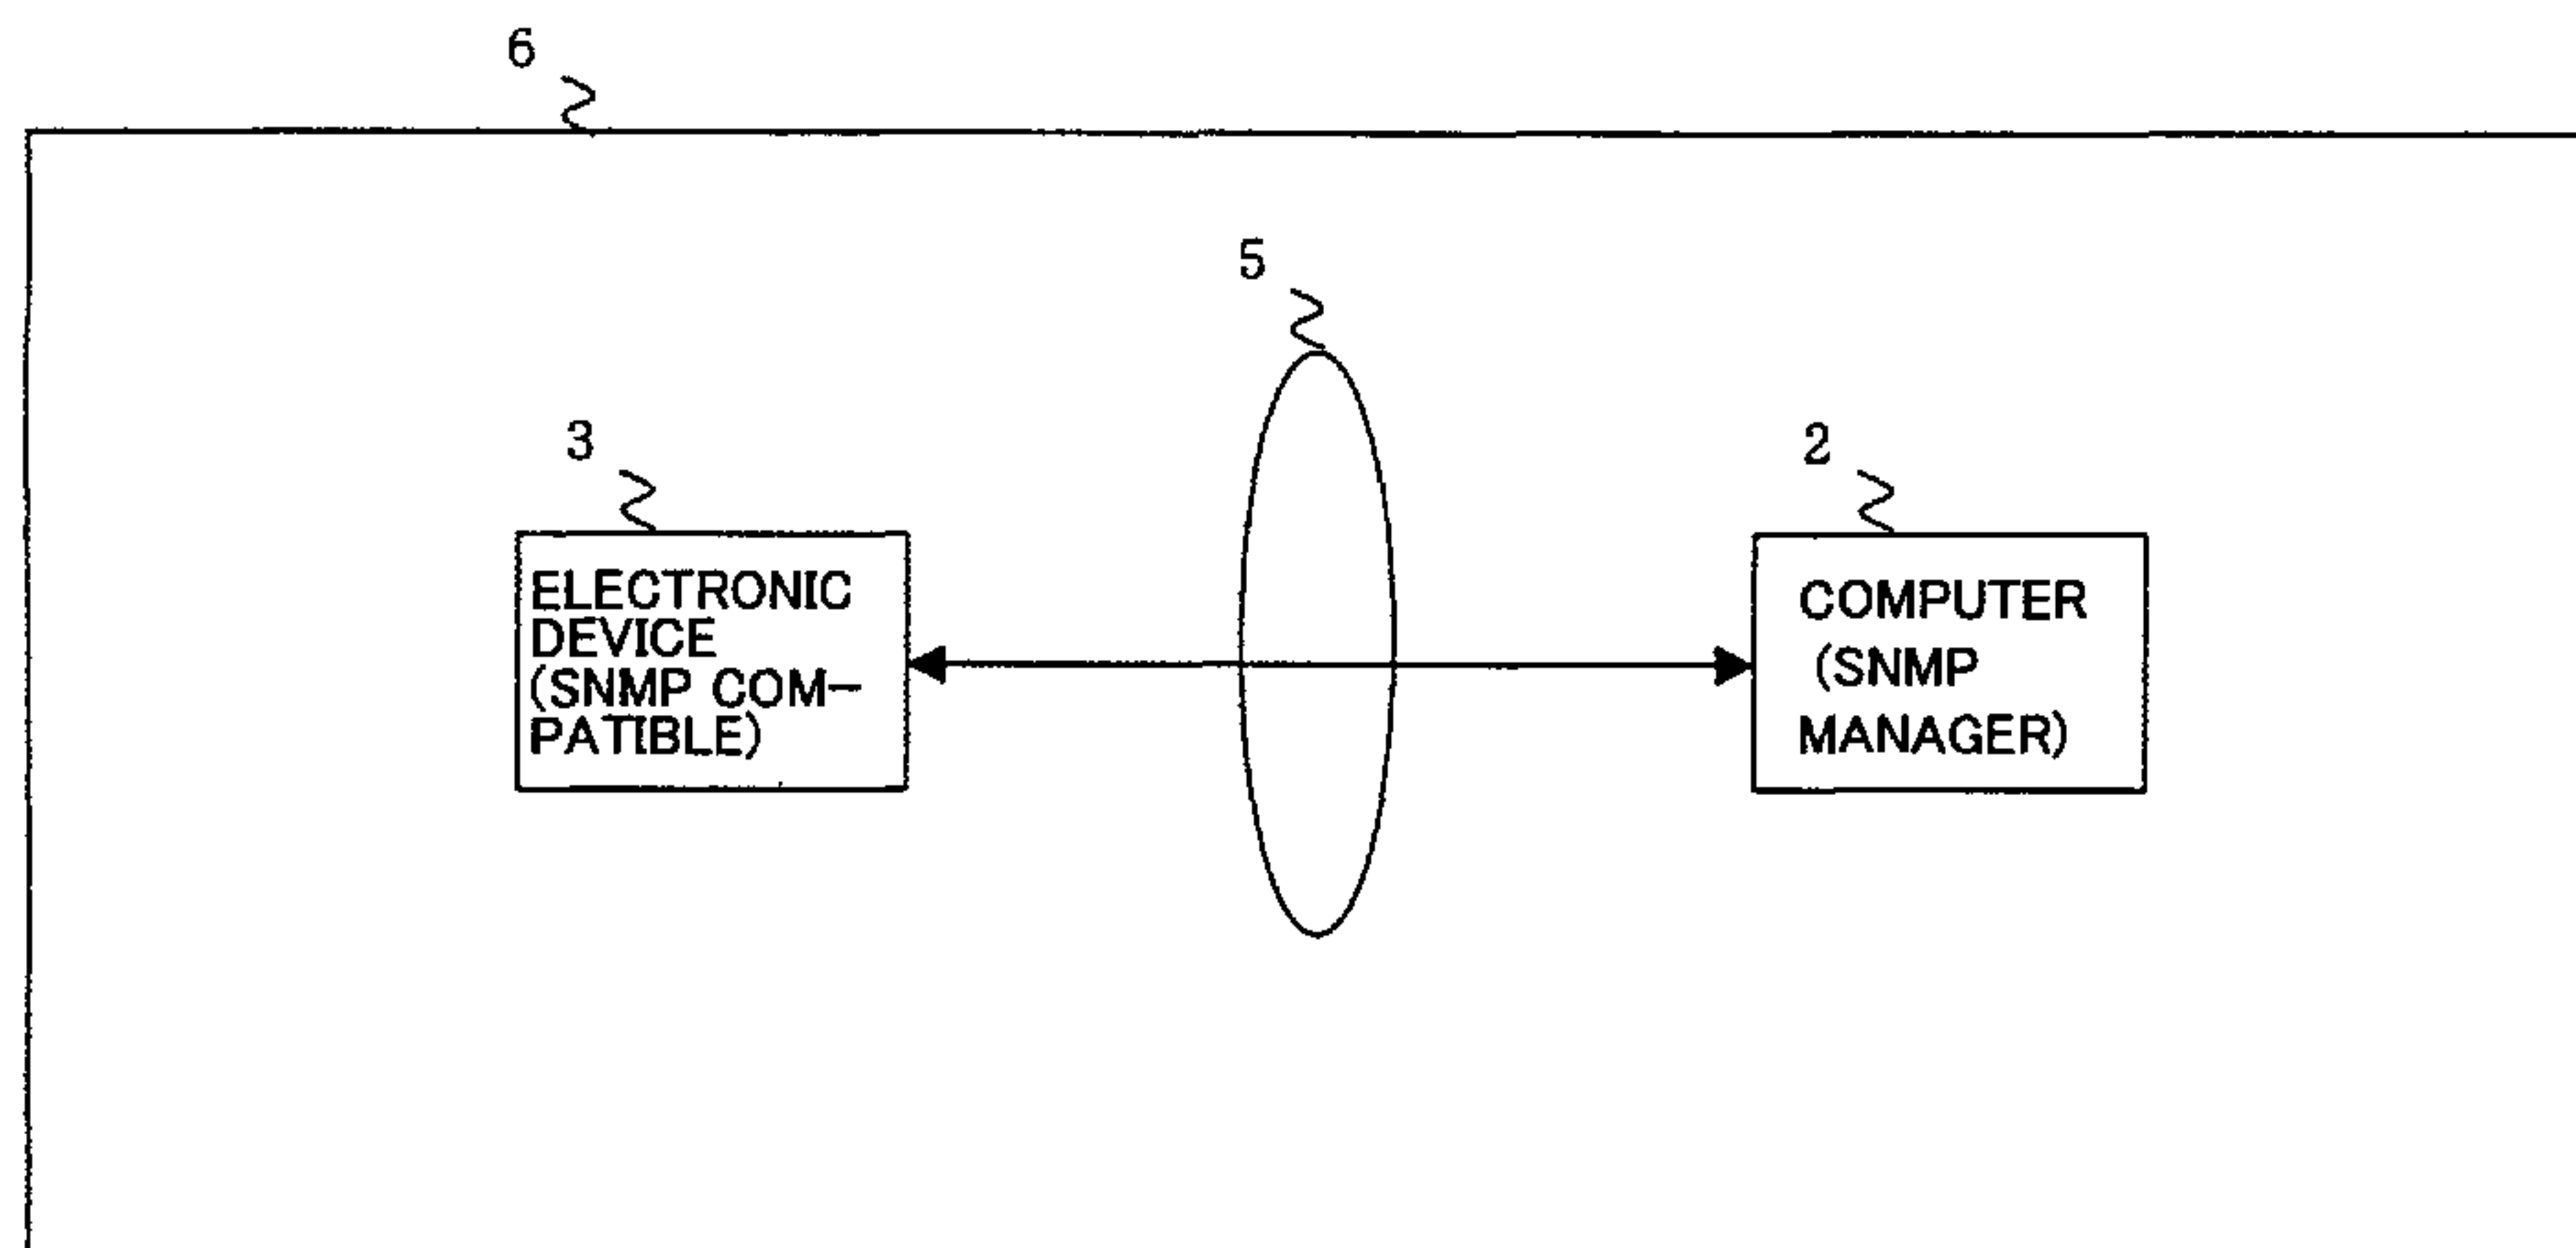 6
5
3
2
ELECTRONIC
DEVICE
(SNMP COM-
PATIBLE)
COMPUTER
(SNMP
MANAGER)